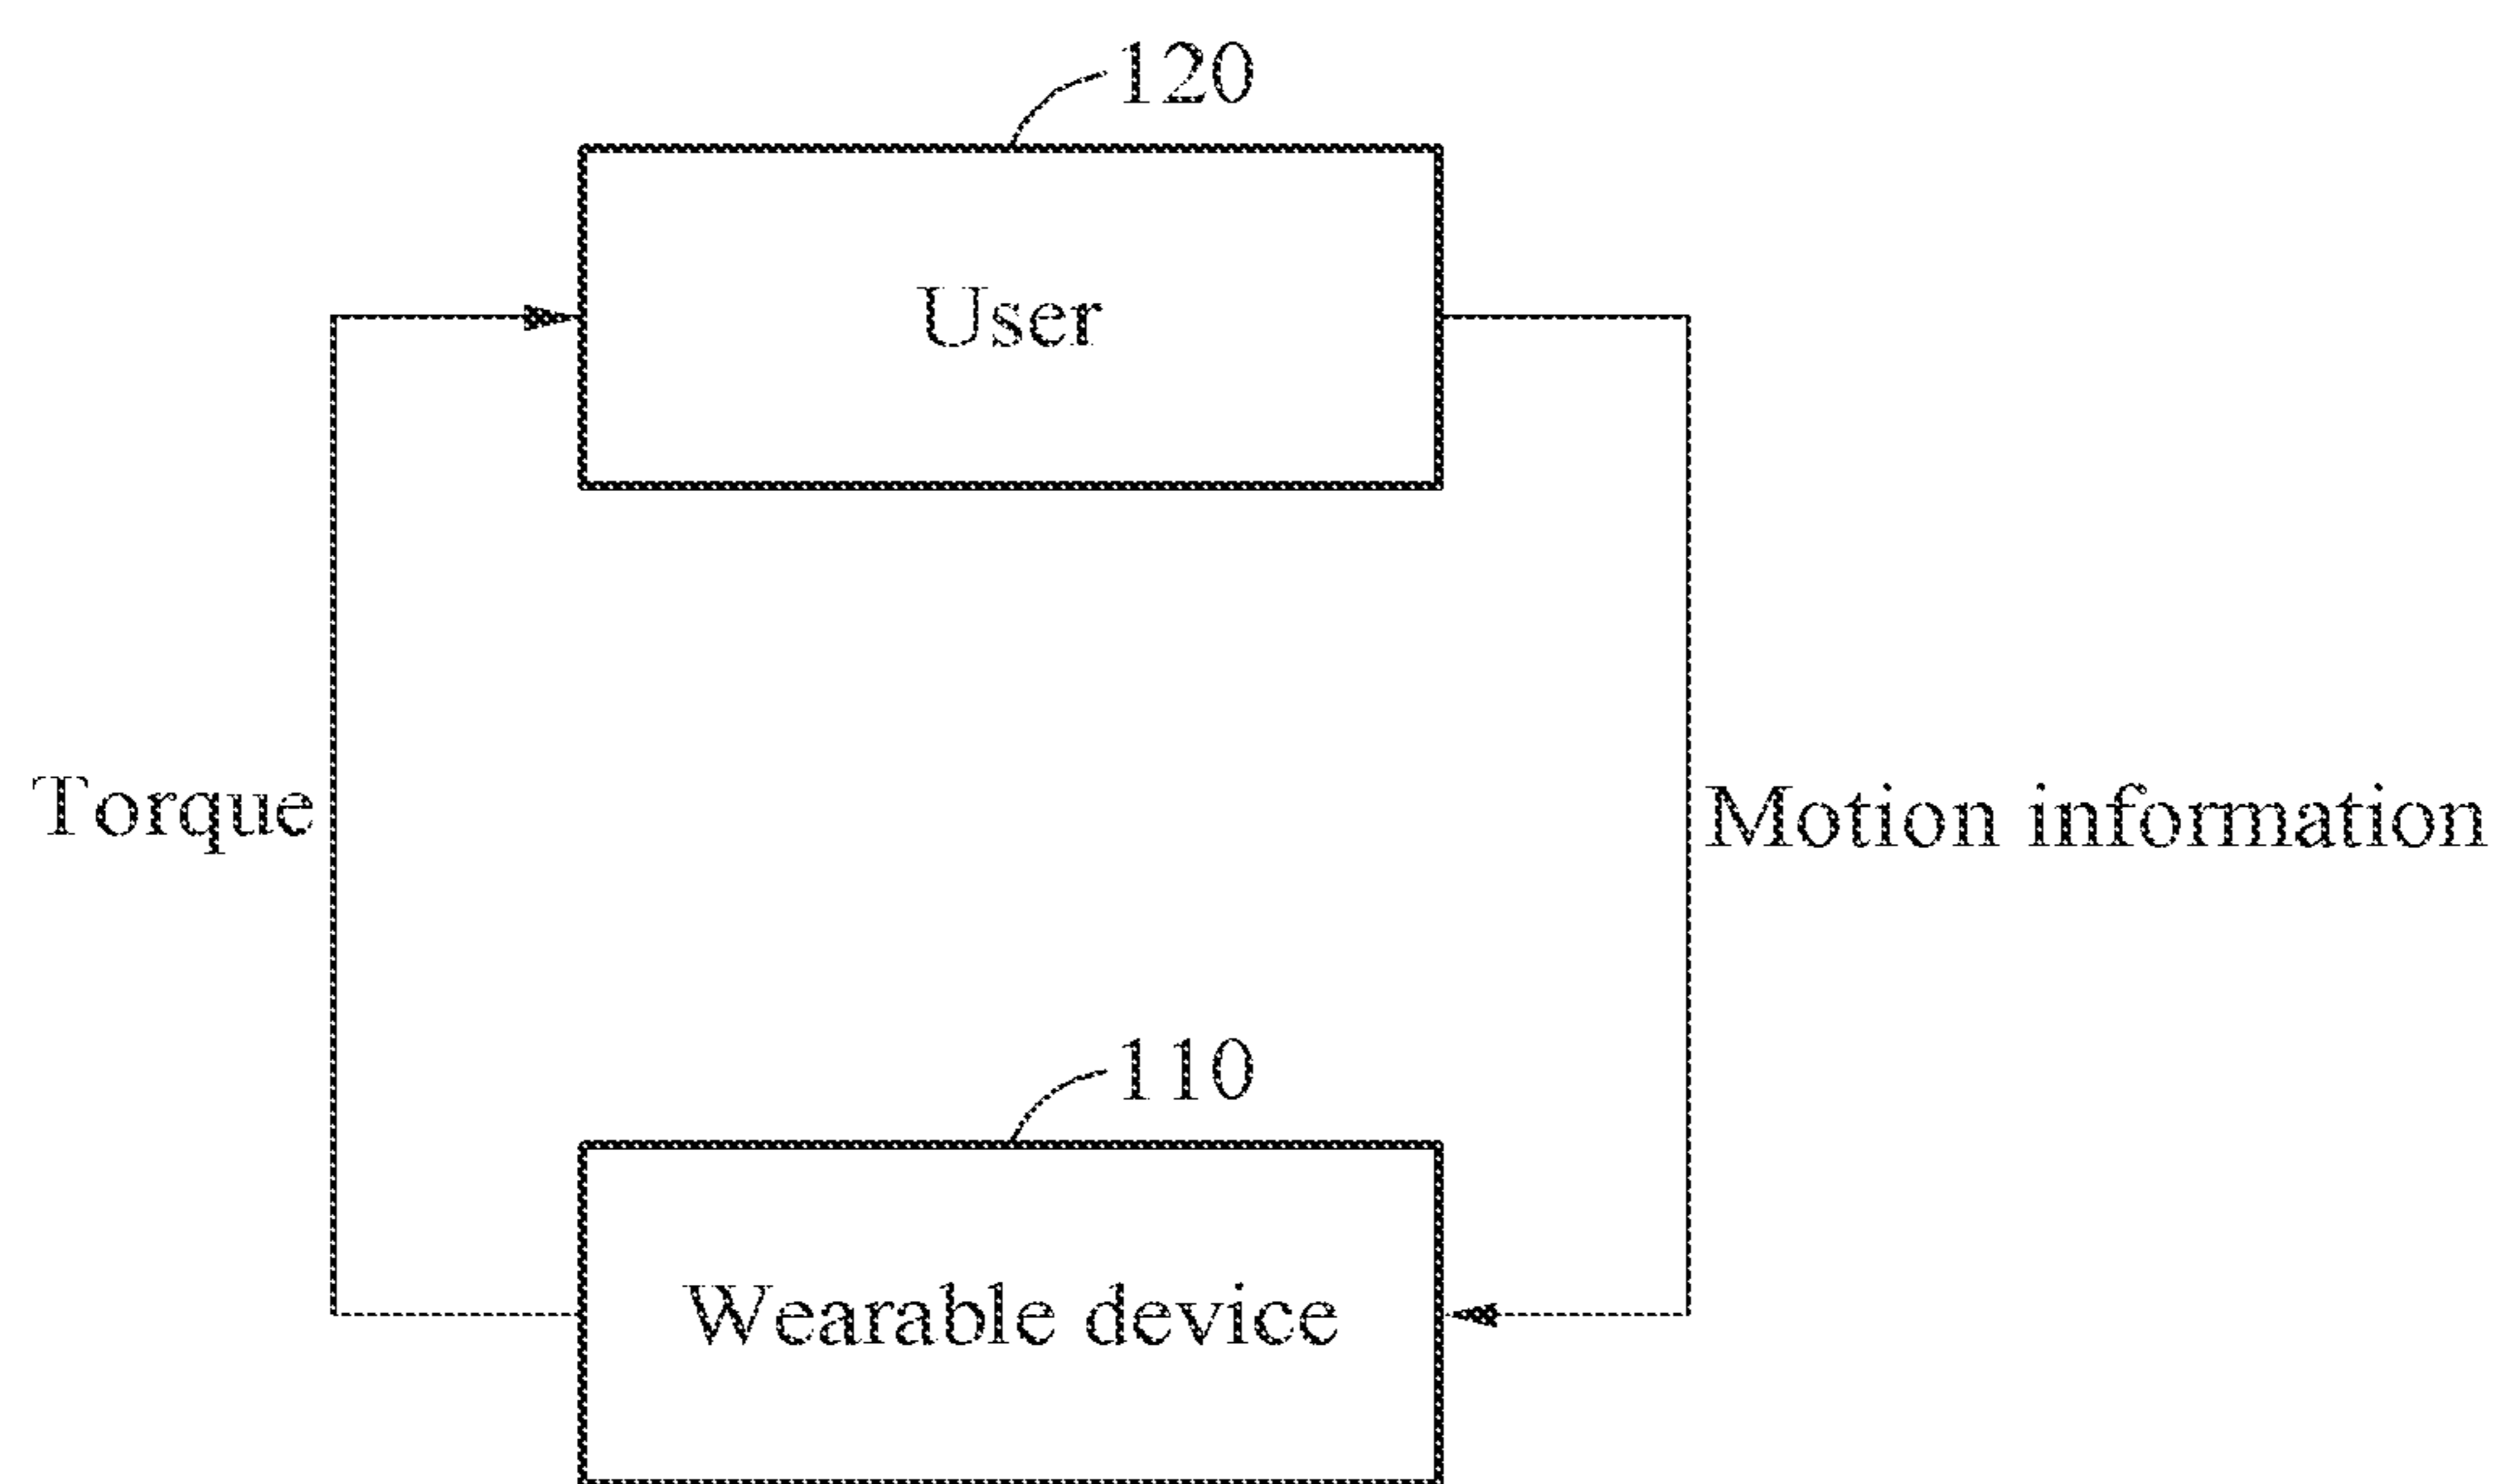 120
User
Torque
Motion information
110
Wearable device